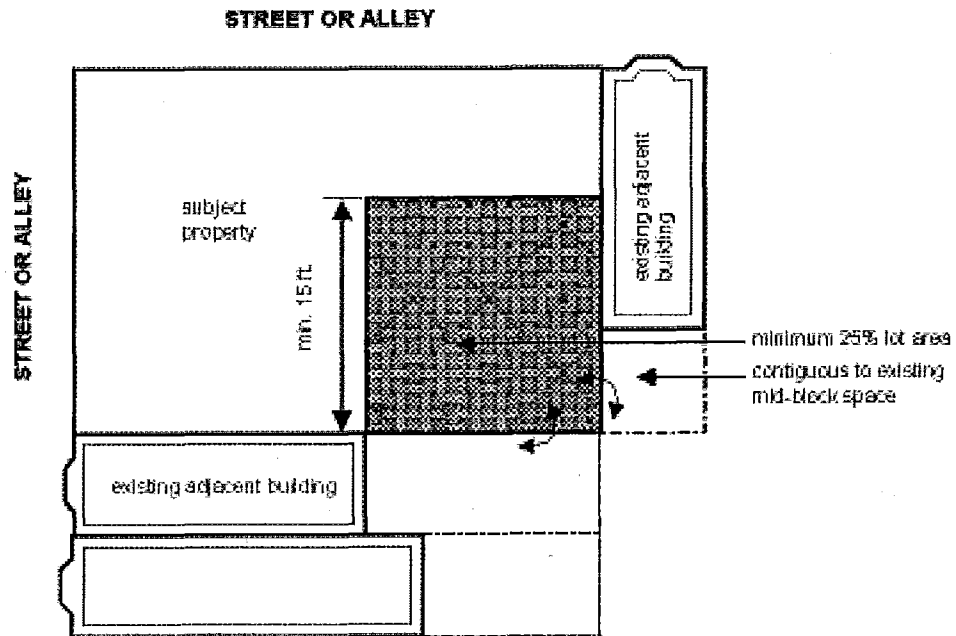 STREET OR ALLEY
STREET OR ALLEY
subject
property
min. 15 ft.
existing adjacent
building
minimum 25% lot area
contiguous to existing
mid-block space
existing adjacent building